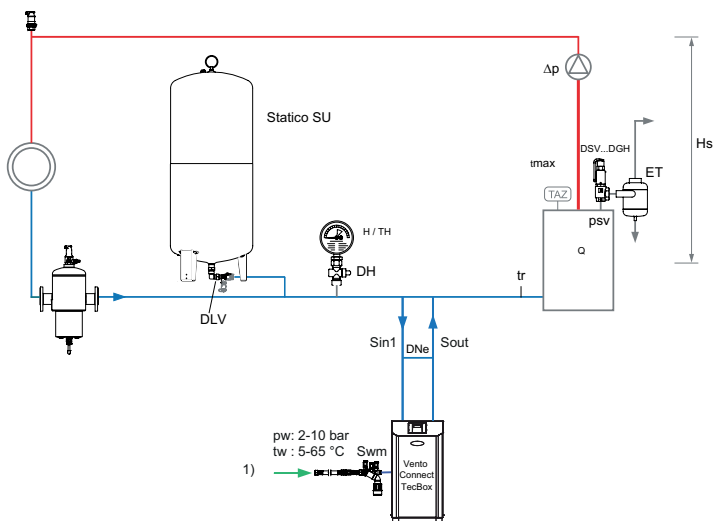 Δp
Statico SU
DSV...DGH
Hs
tmax
ET
TAZ
psv
H / TH
Q
DH
tr
DLV
Sin1
DNe
Sout
pw: 2-10 bar
tw : 5-65 °C
Swm
1)
Vento
Connect
TecBox